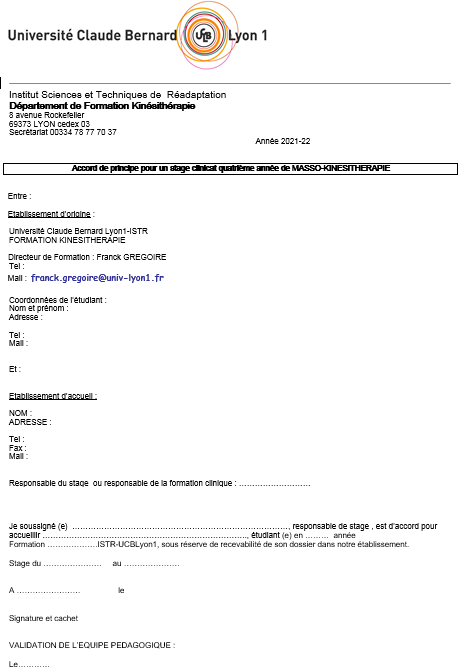 Université Claude Bernard UCBL Lyon 1
Institut Sciences et Techniques de Réadaptation
Département de Formation Kinésithérapie
8 avenue Rockefeller
69373 LYON cedex 03
Secrétariat 00334 78 77 70 37
Année 2021-22
Accord de principe pour un stage clinicat quatrième année de MASSO-KINESITHERAPIE
Entre :
Etablissement d'origine :
Université Claude Bernard Lyon1-ISTR
FORMATION KINESITHERAPIE
Directeur de Formation : Franck GREGOIRE
Tel :
Mail : franck.gregoire@univ-lyon1.fr
Coordonnées de l'étudiant :
Nom et prénom :
Adresse :
Tel :
Mail :
Et :
Etablissement d'accueil :
NOM :
ADRESSE :
Tel :
Fax :
Mail :
Responsable du stage ou responsable de la formation clinique : ………………………
Je soussigné (e) ………………………………………………………………………, responsable de stage , est d'accord pour
accueillir …………………………………………………………………., étudiant (e) en ……… année
Formation ……………….ISTR-UCBLyon1, sous réserve de recevabilité de son dossier dans notre établissement.
Stage du …………………. au …………………
A …………………… le
Signature et cachet
VALIDATION DE L'EQUIPE PEDAGOGIQUE :
Le…………